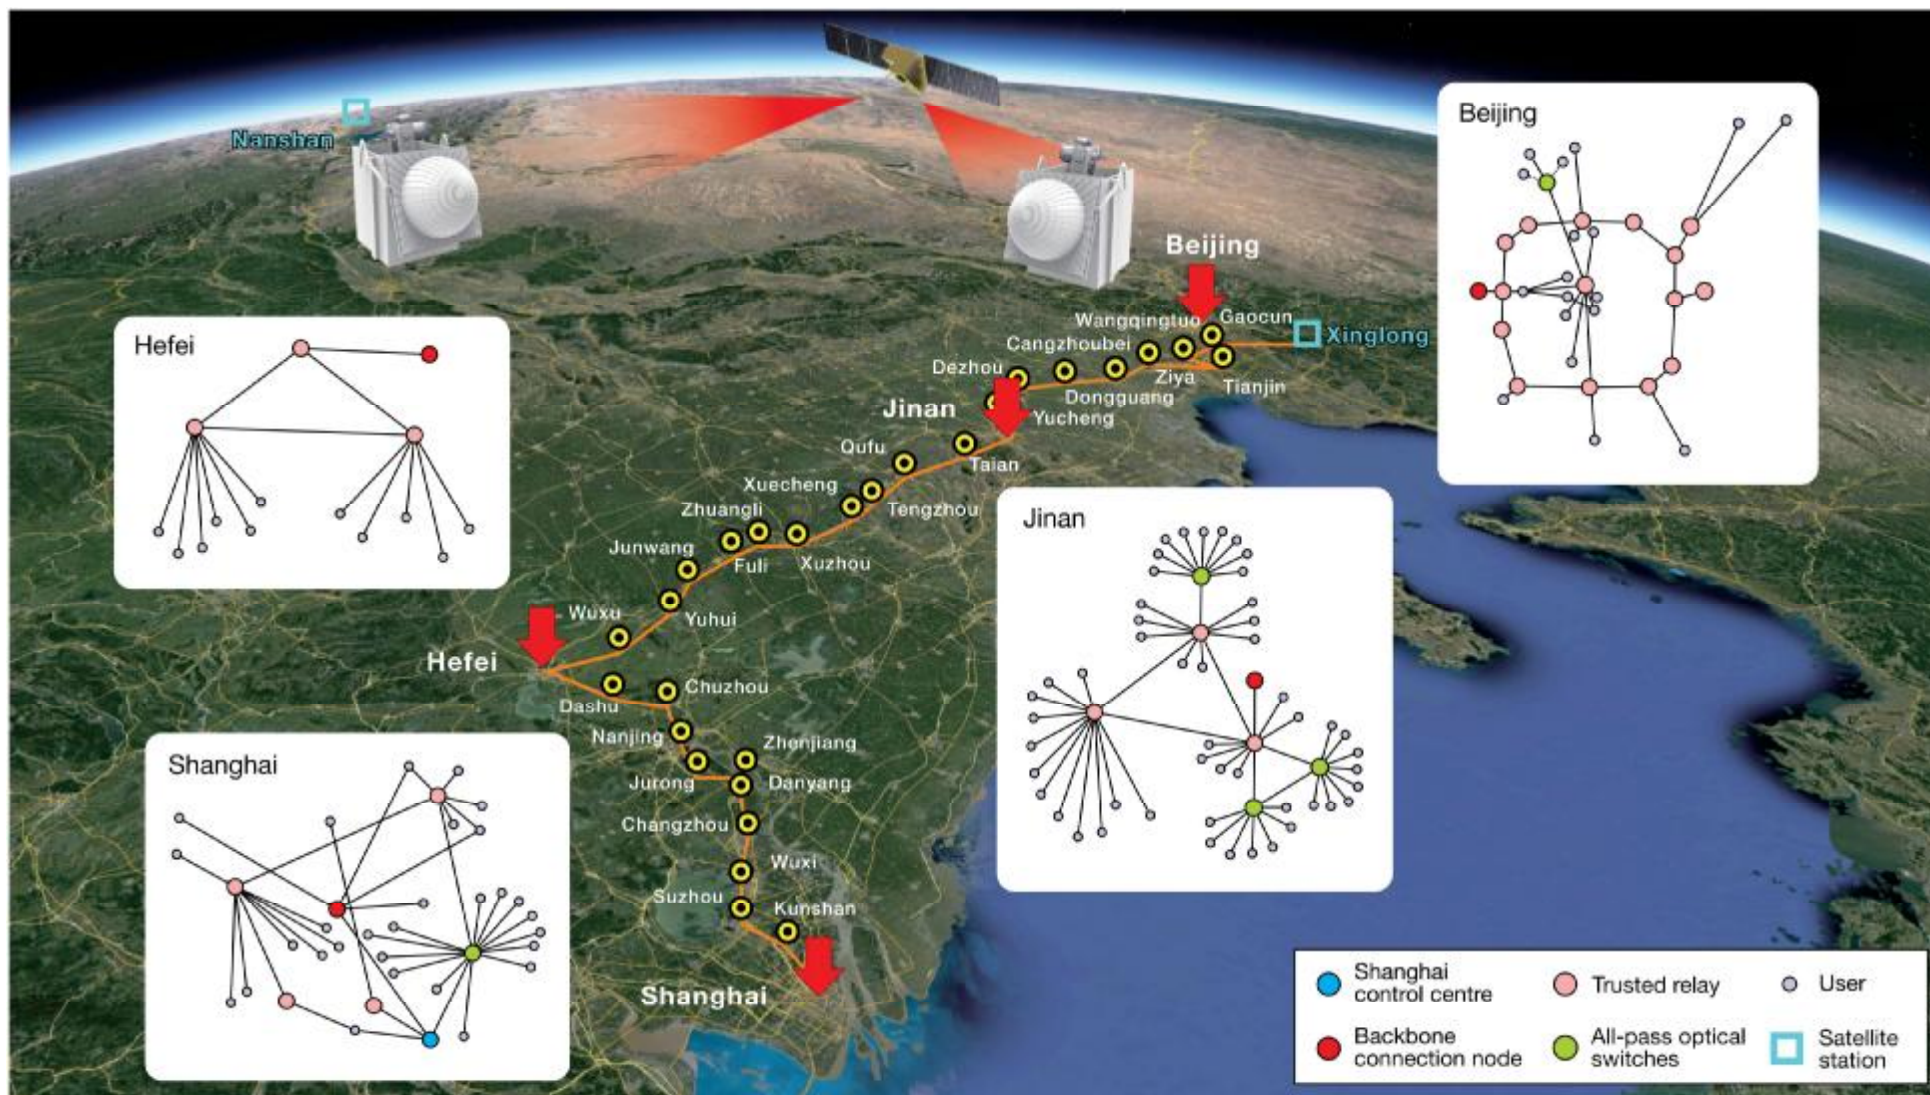 Nanshan
Beijing
Beijing
Wangqingtuo
Gaocun
Xinglong
Cangzhoubei
Dezhou
Ziya
Tianjin
Dongguang
Jinan
Yucheng
Hefei
Qufu
Taian
Xuecheng
Tengzhou
Zhuangli
Jinan
Junwang
Fuli
Xuzhou
Wuxu
Yuhui
Hefei
Chuzhou
Dashu
Nanjing
Zhenjiang
Shanghai
Jurong
Danyang
Changzhou
Wuxi
Suzhou
Kunshan
Shanghai
Shanghai
control centre
Trusted relay
User
Backbone
connection node
All-pass optical
switches
Satellite
station